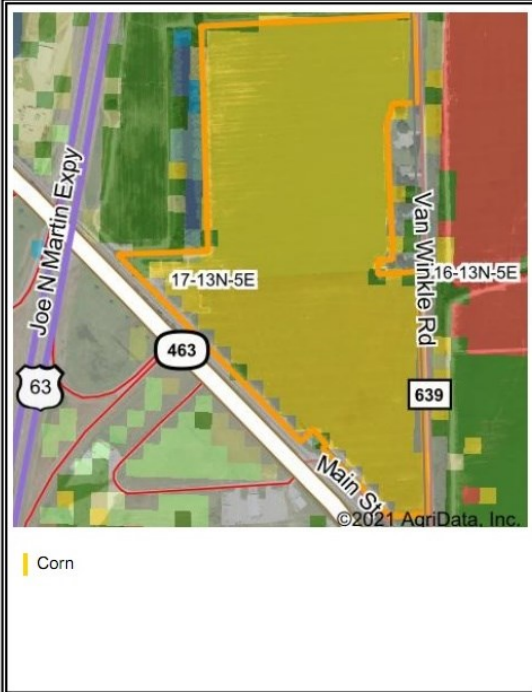 Joe N Martin Expy
17-13N-5E
Van Winkle Rd
16-13N-5E
463
63
639
Main St
©2021 AgriData, Inc.
Corn